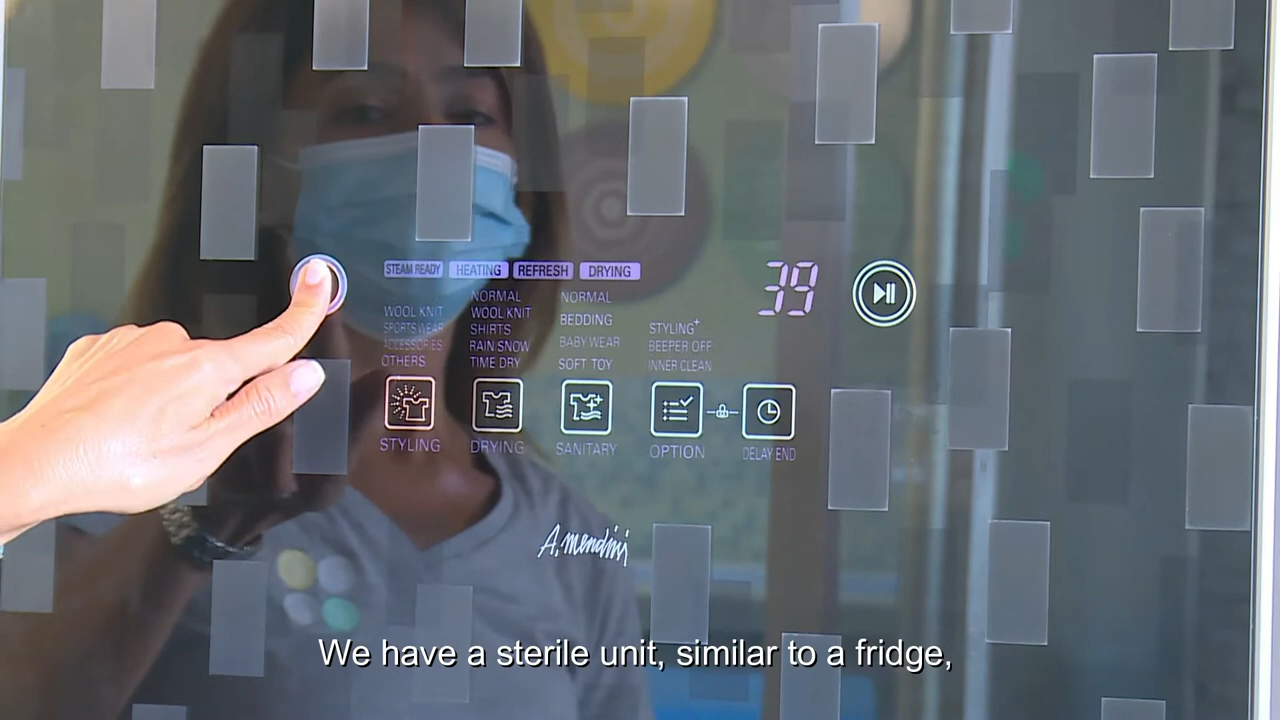 STEAM READY HEATING REFRESH DRYING
39
WOOL KNIT
SPORTS WEAR
ACCESSORIES
OTHERS
NORMAL
WOOL KNIT
SHIRTS
RAIN/SNOW
TIME DRY
NORMAL
BEDDING
BABY WEAR
SOFT TOY
STYLING+
BEEPER OFF
INNER CLEAN
STYLING DRYING SANITARY OPTION DELAY END
A. mendini
We have a sterile unit, similar to a fridge,